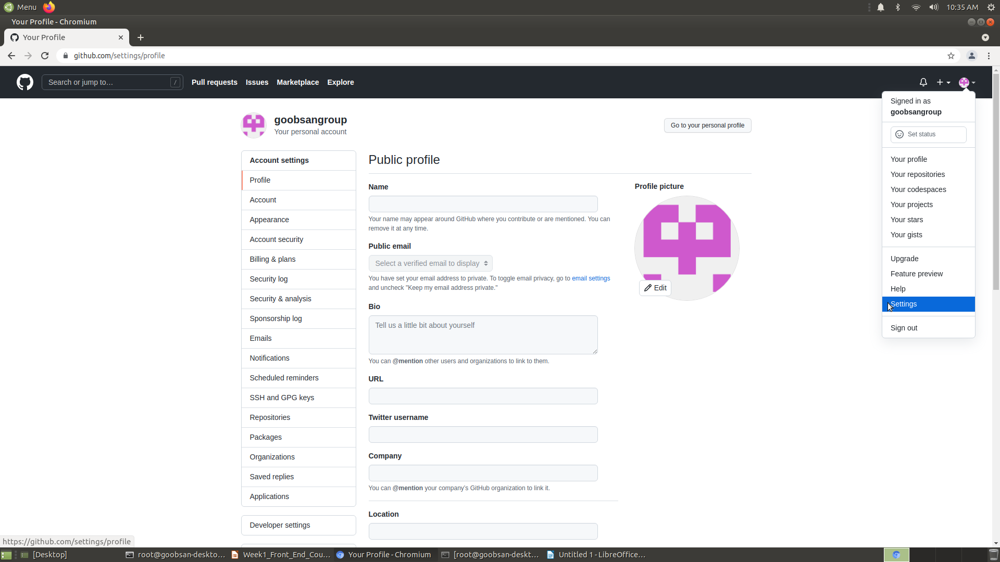 Menu
10:35 AM
Your Profile - Chromium
Your Profile
github.com/settings/profile
Search or jump to…
/
Pull requests
Issues
Marketplace
Explore
Signed in as
goobsangroup
Set status
Your profile
Your repositories
Your codespaces
Your projects
Your stars
Your gists
Upgrade
Feature preview
Help
Settings
Sign out
goobsangroup
Your personal account
Go to your personal profile
Account settings
Profile
Account
Appearance
Account security
Billing & plans
Security log
Security & analysis
Sponsorship log
Emails
Notifications
Scheduled reminders
SSH and GPG keys
Repositories
Packages
Organizations
Saved replies
Applications
Developer settings
Public profile
Name
Your name may appear around GitHub where you contribute or are mentioned. You can
remove it at any time.
Public email
Select a verified email to display
You have set your email address to private. To toggle email privacy, go to email settings
and uncheck "Keep my email address private."
Bio
Tell us a little bit about yourself
You can @mention other users and organizations to link to them.
URL
Twitter username
Company
You can @mention your company's GitHub organization to link it.
Location
Profile picture
Edit
https://github.com/settings/profile
[Desktop]
root@goobsan-deskto...
Week1_Front_End_Cou...
Your Profile - Chromium
[root@goobsan-deskt...
Untitled 1 - LibreOffice...